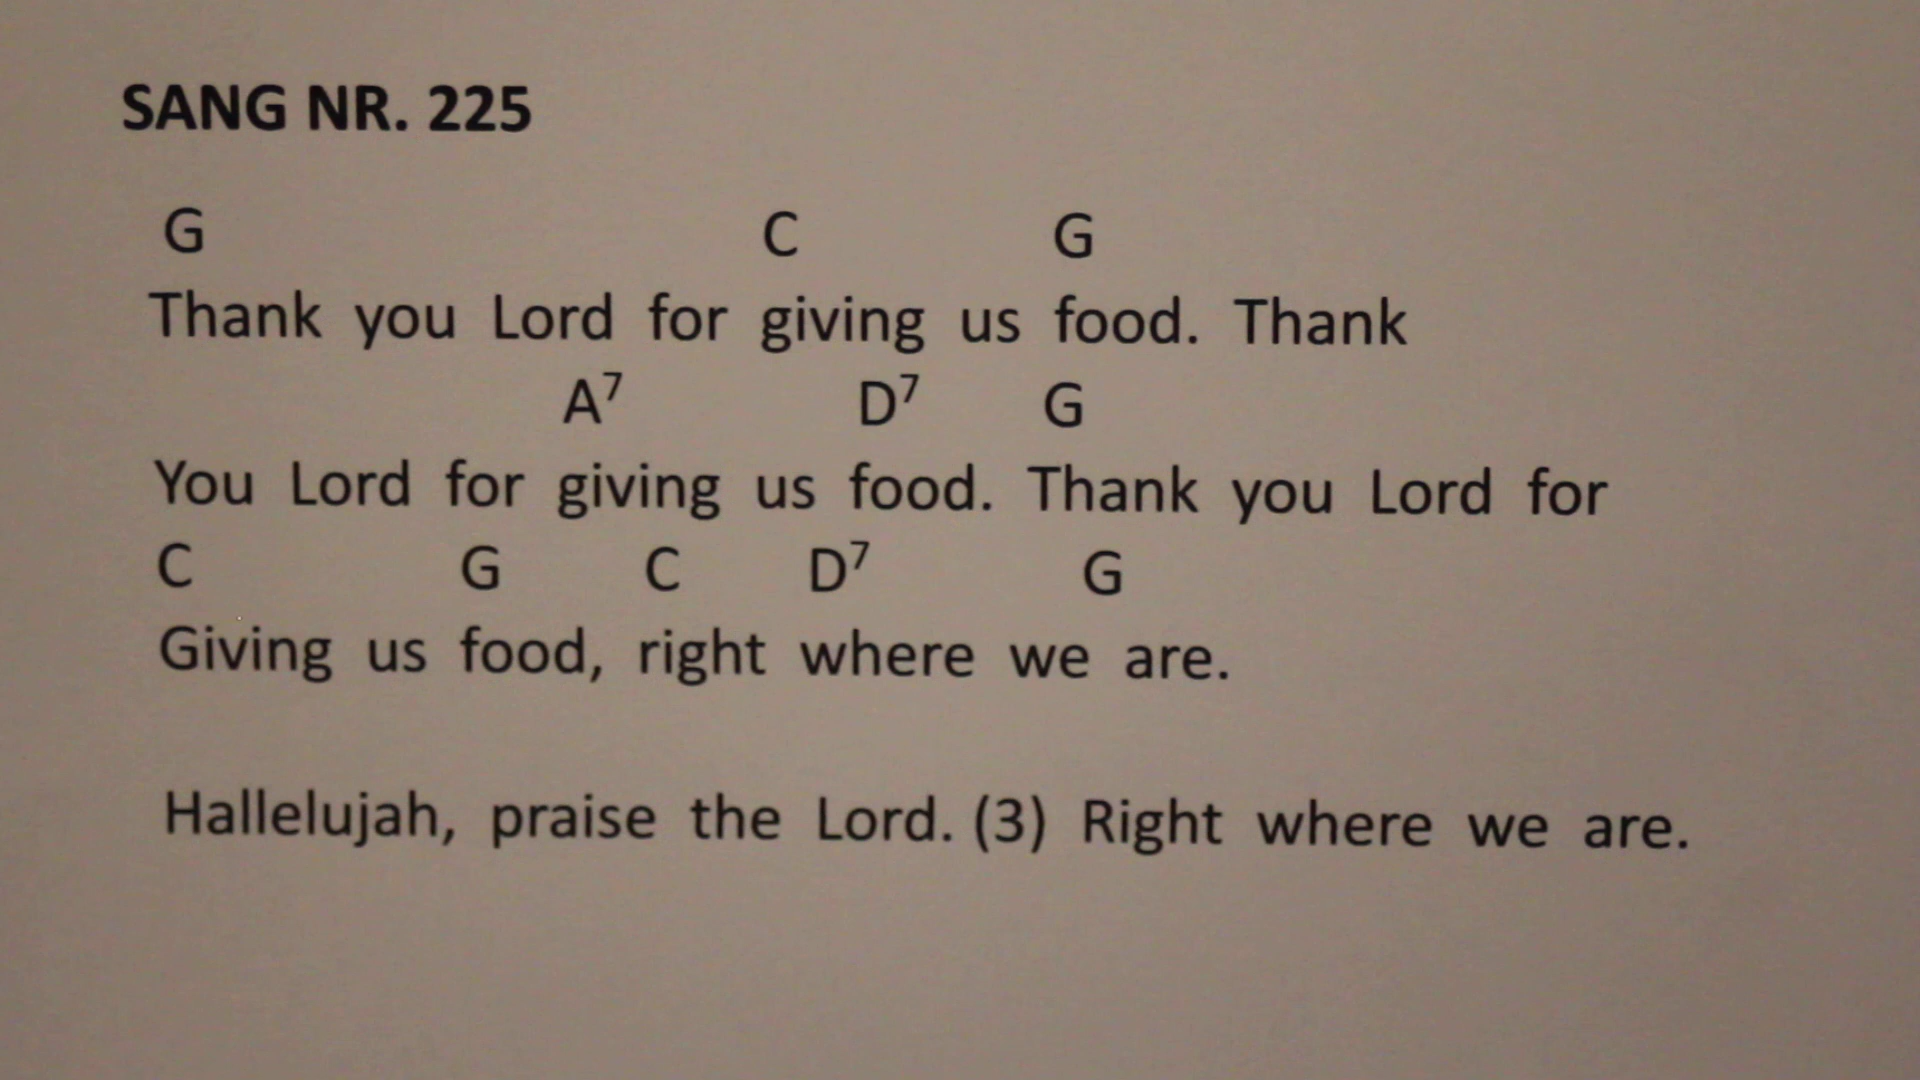 SANG NR. 225
G C G
Thank you Lord for giving us food. Thank
A⁷ D⁷ G
You Lord for giving us food. Thank you Lord for
C G C D⁷ G
Giving us food, right where we are.
Hallelujah, praise the Lord. (3) Right where we are.